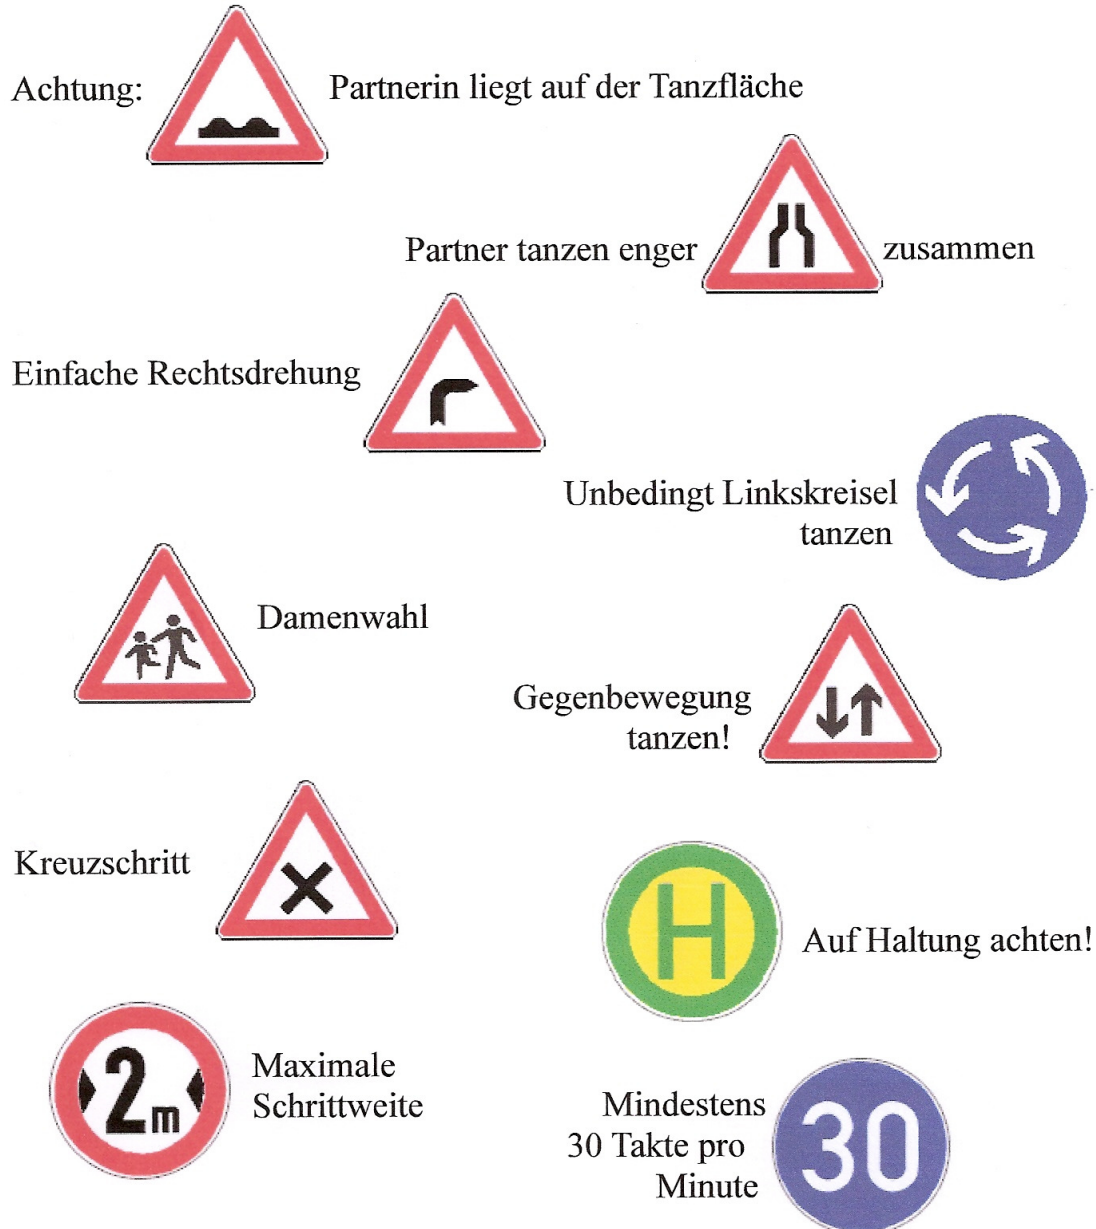 Achtung: Partnerin liegt auf der Tanzfläche
Partner tanzen enger zusammen
Einfache Rechtsdrehung
Unbedingt Linkskreisel
tanzen
Damenwahl
Gegenbewegung
tanzen!
Kreuzschritt
H
Auf Haltung achten!
2m
Maximale
Schrittweite
Mindestens
30 Takte pro
Minute
30